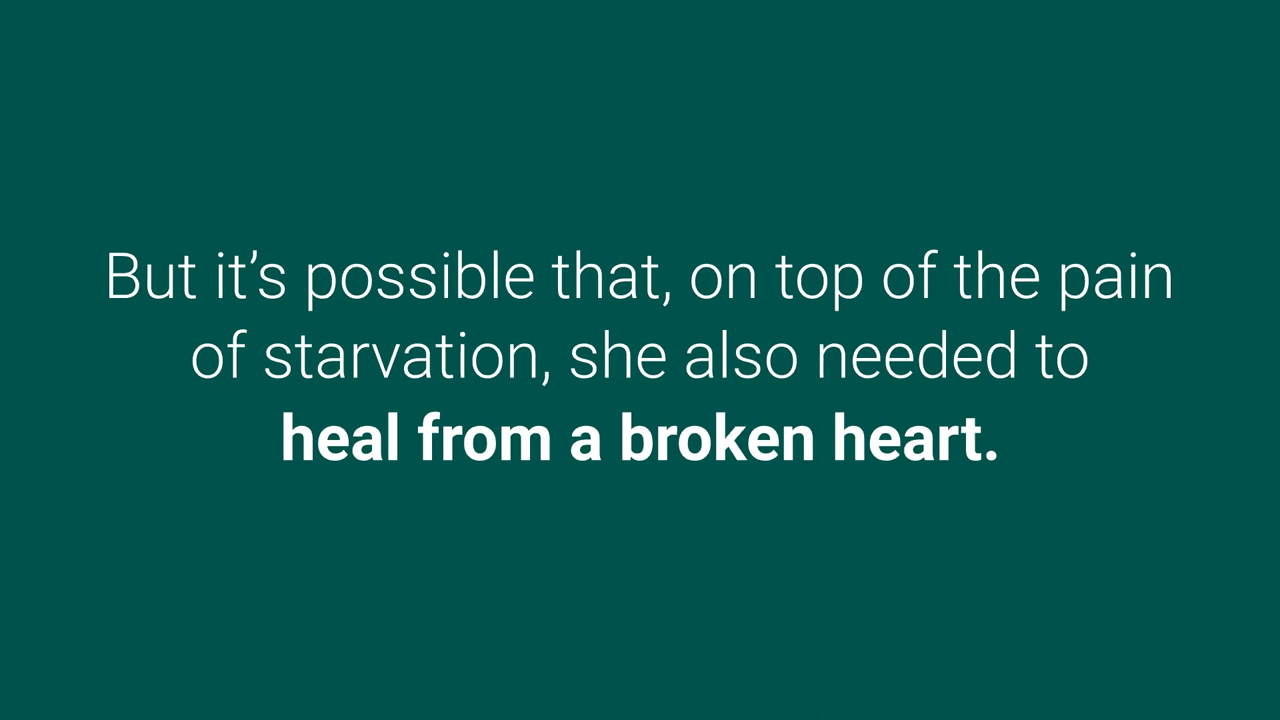 But it’s possible that, on top of the pain
of starvation, she also needed to
heal from a broken heart.